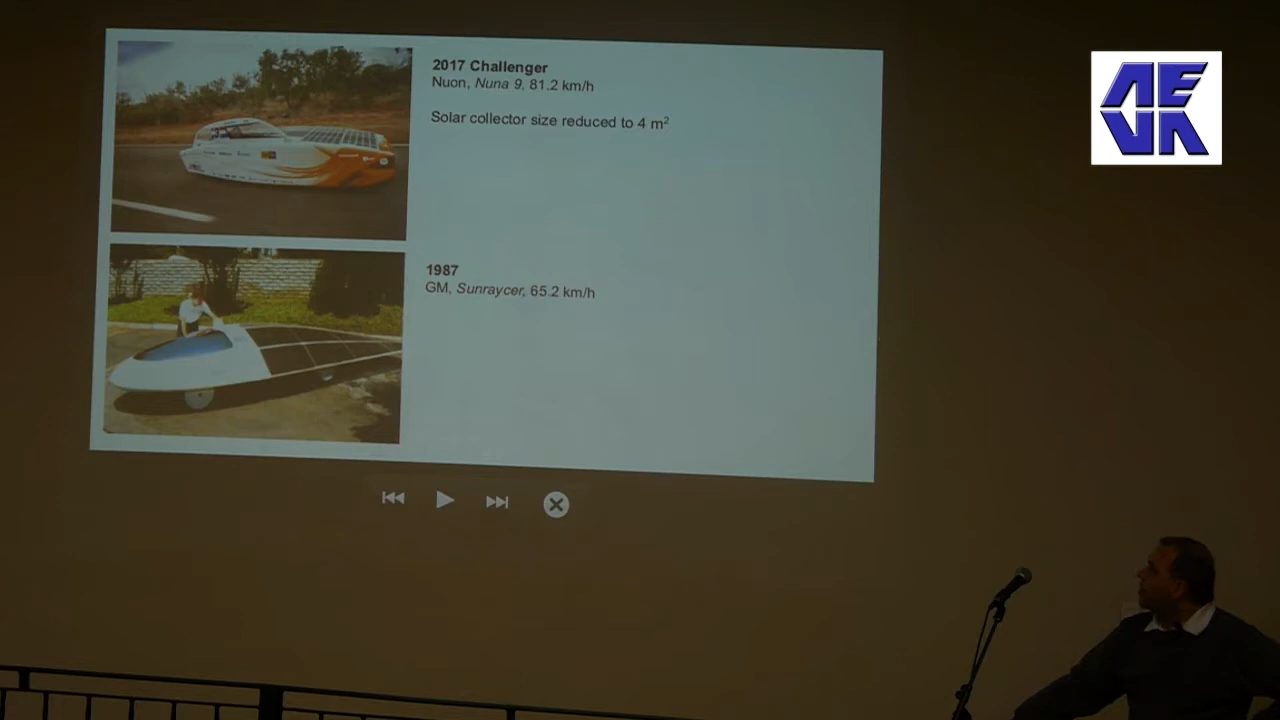 2017 Challenger
Nuon, Nuna 9, 81.2 km/h
Solar collector size reduced to 4 m²
1987
GM, Sunraycer, 65.2 km/h